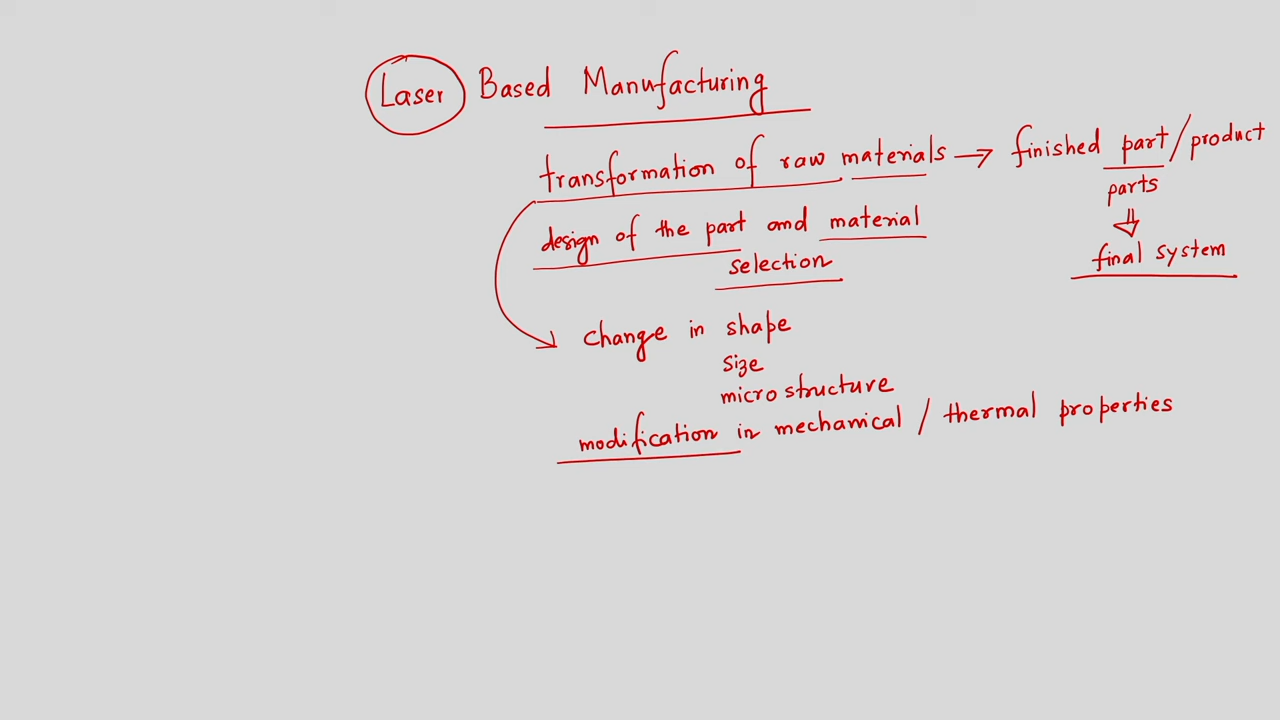 Laser Based Manufacturing
transformation of raw materials → finished part/product
parts
design of the part and material
selection
⇓
final system
change in shape
size
microstructure
modification in mechanical / thermal properties